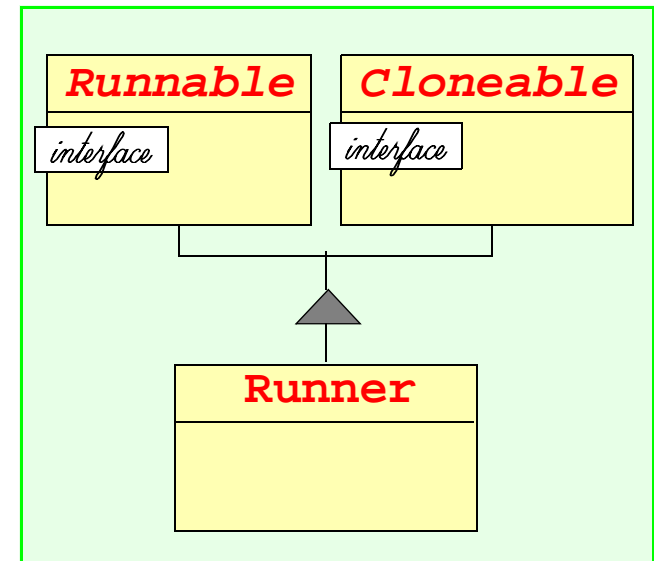 Runnable
Cloneable
interface
interface
Runner